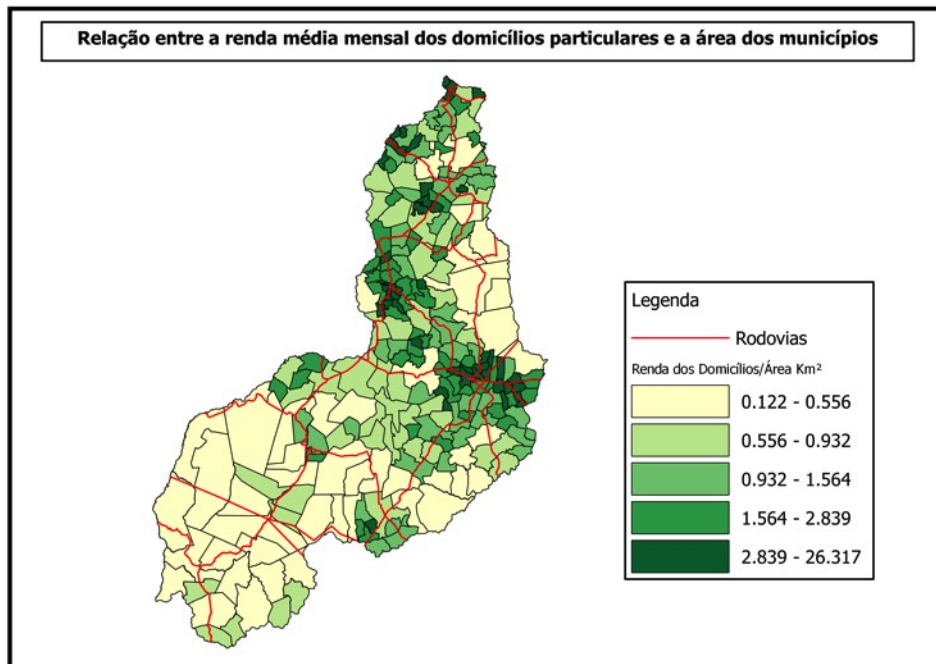 Relação entre a renda média mensal dos domicílios particulares e a área dos municípios
Legenda
Rodovias
Renda dos Domicílios/Área Km²
0.122 - 0.556
0.556 - 0.932
0.932 - 1.564
1.564 - 2.839
2.839 - 26.317